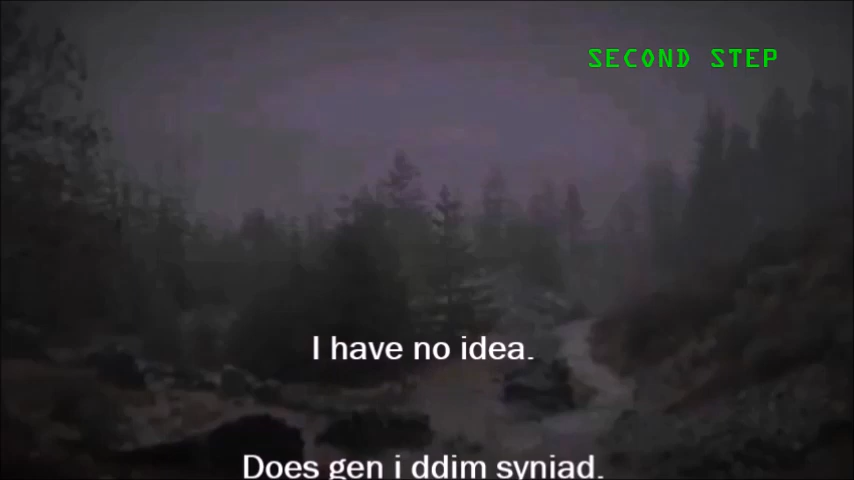 SECOND STEP
I have no idea.
Does gen i ddim syniad.